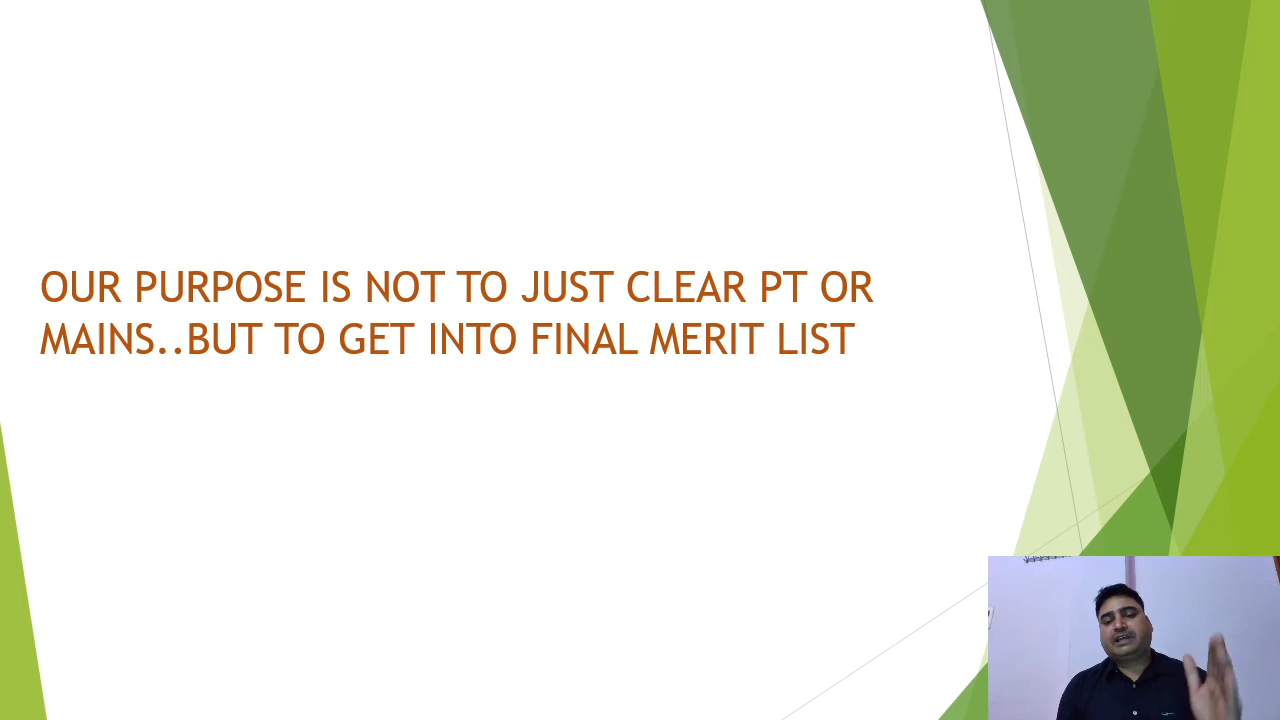 OUR PURPOSE IS NOT TO JUST CLEAR PT OR
MAINS..BUT TO GET INTO FINAL MERIT LIST